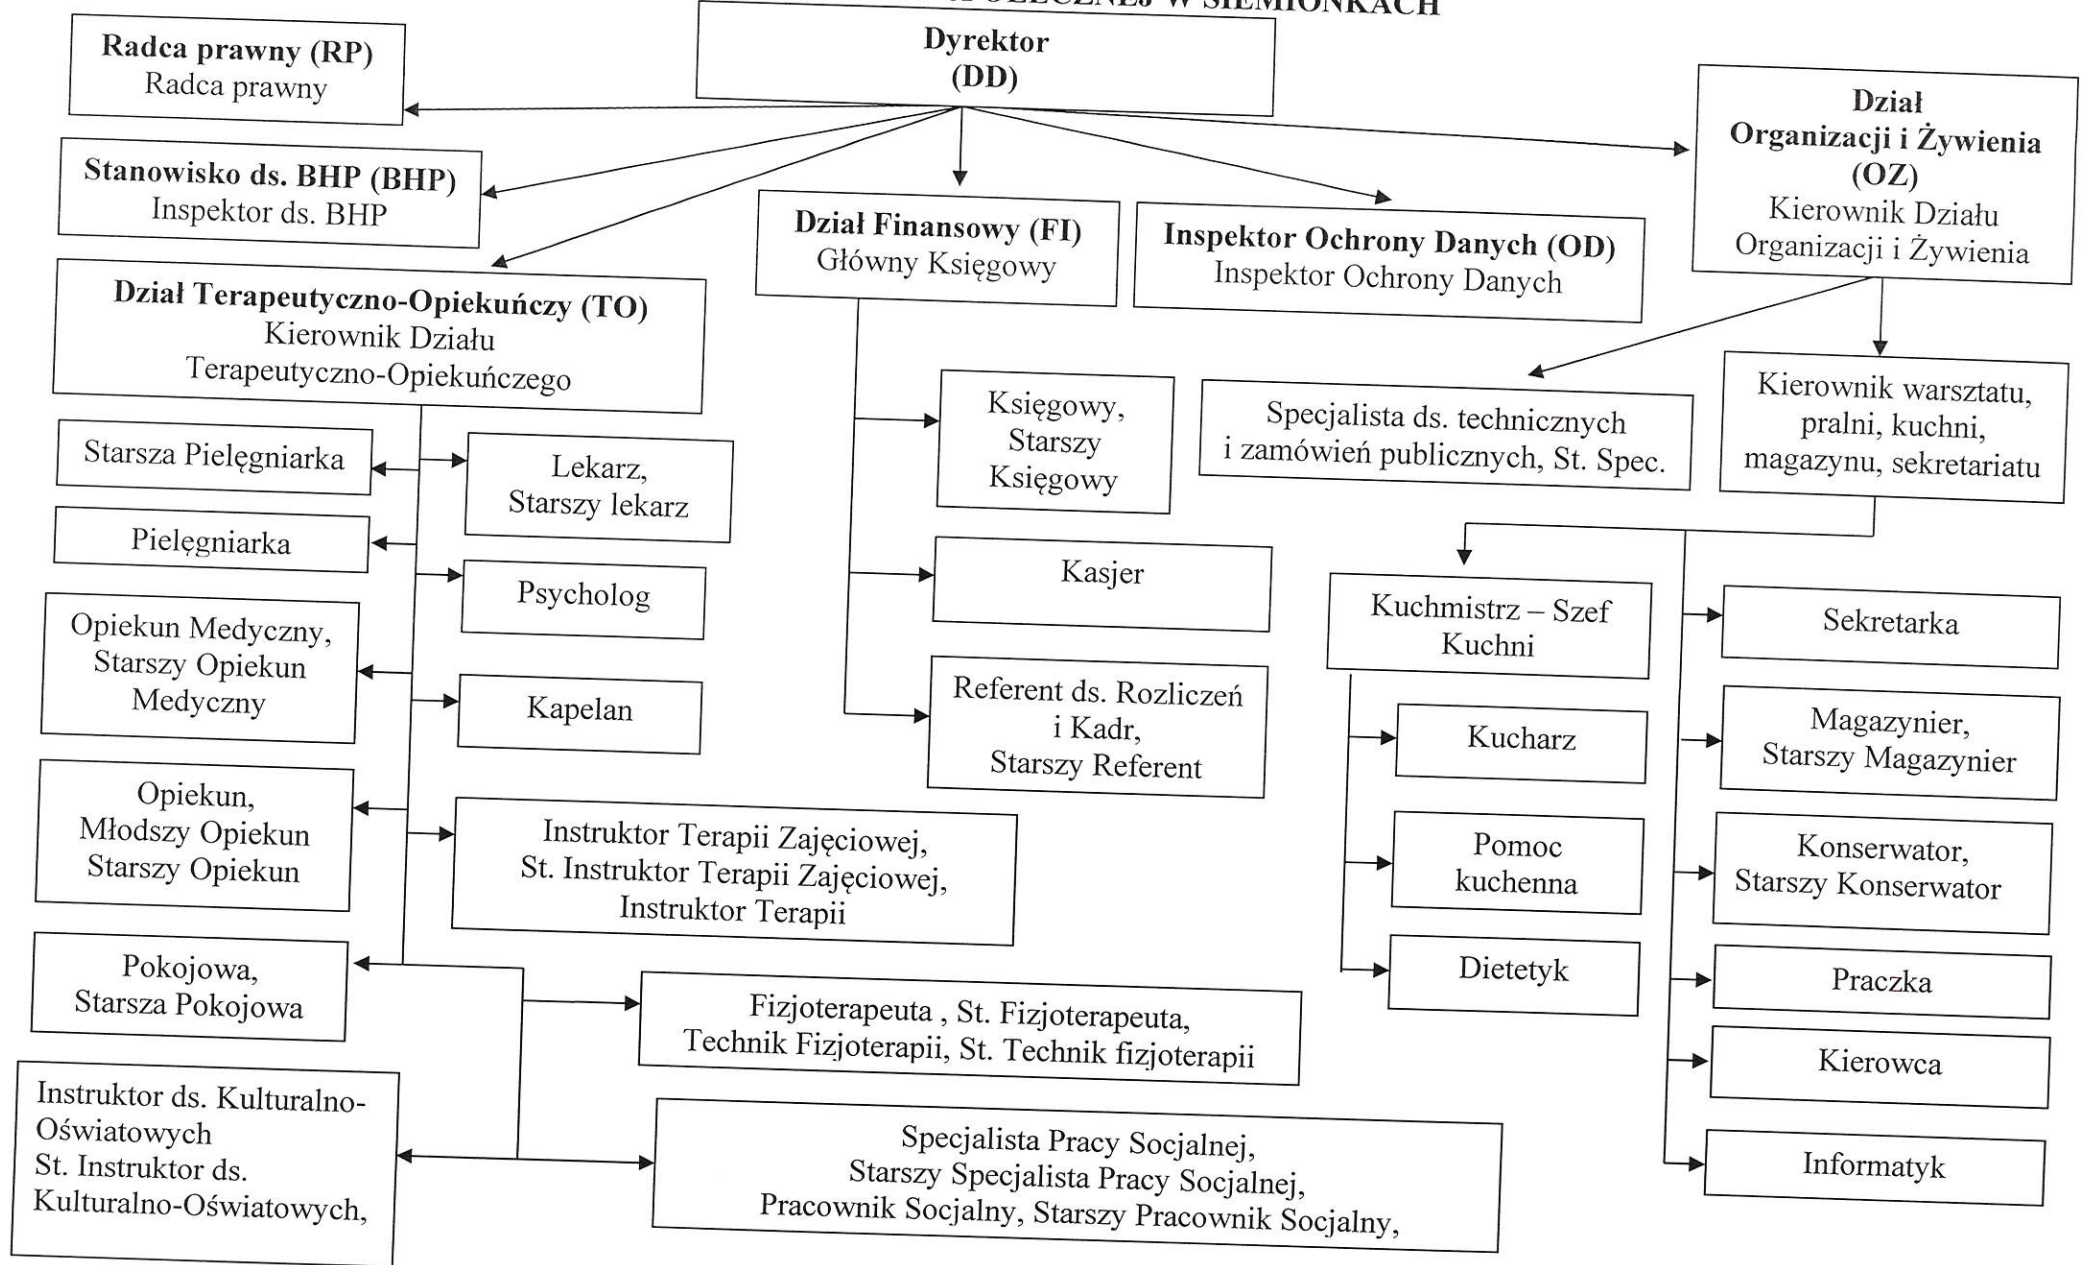 W SIEMIONKACH
Radca prawny (RP)
Radca prawny
Dyrektor
(DD)
Dział
Organizacji i Żywienia
(OZ)
Kierownik Działu
Organizacji i Żywienia
Stanowisko ds. BHP (BHP)
Inspektor ds. BHP
Dział Finansowy (FI)
Główny Księgowy
Inspektor Ochrony Danych (OD)
Inspektor Ochrony Danych
Dział Terapeutyczno-Opiekuńczy (TO)
Kierownik Działu
Terapeutyczno-Opiekuńczego
Starsza Pielęgniarka
Lekarz,
Starszy lekarz
Pielęgniarka
Psycholog
Opiekun Medyczny,
Starszy Opiekun
Medyczny
Kapelan
Opiekun,
Młodszy Opiekun
Starszy Opiekun
Instruktor Terapii Zajęciowej,
St. Instruktor Terapii Zajęciowej,
Instruktor Terapii
Pokojowa,
Starsza Pokojowa
Fizjoterapeuta , St. Fizjoterapeuta,
Technik Fizjoterapii, St. Technik fizjoterapii
Instruktor ds. Kulturalno-
Oświatowych
St. Instruktor ds.
Kulturalno-Oświatowych,
Specjalista Pracy Socjalnej,
Starszy Specjalista Pracy Socjalnej,
Pracownik Socjalny, Starszy Pracownik Socjalny,
Księgowy,
Starszy
Księgowy
Kasjer
Referent ds. Rozliczeń
i Kadr,
Starszy Referent
Specjalista ds. technicznych
i zamówień publicznych, St. Spec.
Kierownik warsztatu,
pralni, kuchni,
magazynu, sekretariatu
Kuchmistrz – Szef
Kuchni
Kucharz
Pomoc
kuchenna
Dietetyk
Sekretarka
Magazynier,
Starszy Magazynier
Konserwator,
Starszy Konserwator
Praczka
Kierowca
Informatyk